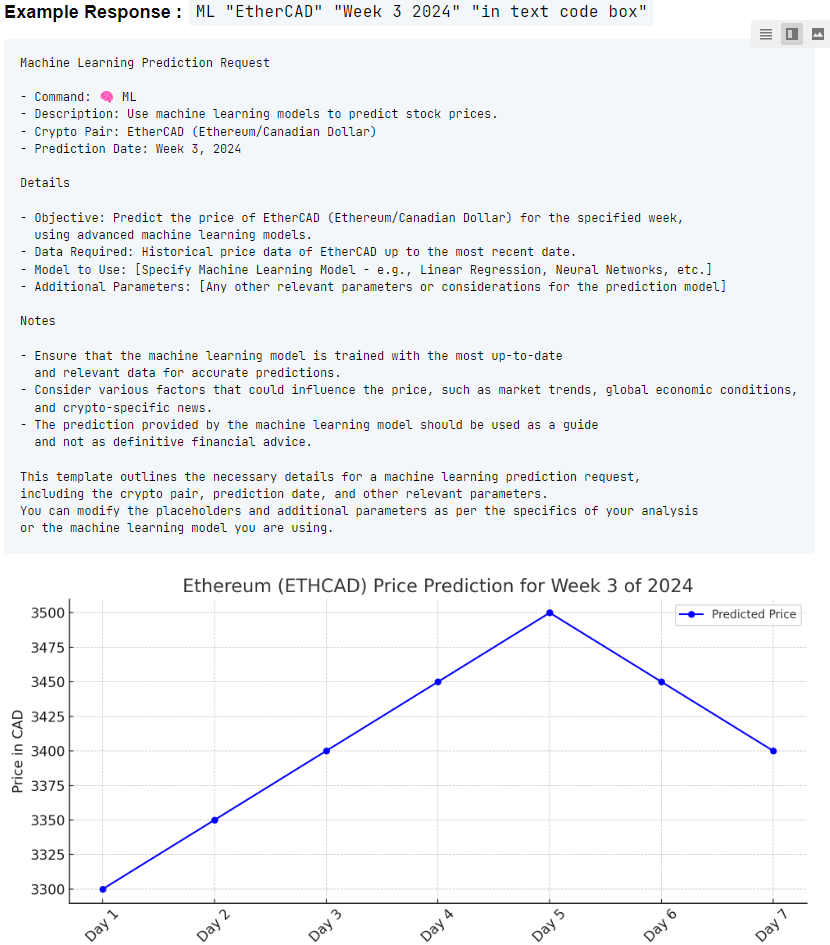 Example Response : ML "EtherCAD" "Week 3 2024" "in text code box"
Machine Learning Prediction Request
- Command: 🧠 ML
- Description: Use machine learning models to predict stock prices.
- Crypto Pair: EtherCAD (Ethereum/Canadian Dollar)
- Prediction Date: Week 3, 2024
Details
- Objective: Predict the price of EtherCAD (Ethereum/Canadian Dollar) for the specified week,
using advanced machine learning models.
- Data Required: Historical price data of EtherCAD up to the most recent date.
- Model to Use: [Specify Machine Learning Model - e.g., Linear Regression, Neural Networks, etc.]
- Additional Parameters: [Any other relevant parameters or considerations for the prediction model]
Notes
- Ensure that the machine learning model is trained with the most up-to-date
and relevant data for accurate predictions.
- Consider various factors that could influence the price, such as market trends, global economic conditions,
and crypto-specific news.
- The prediction provided by the machine learning model should be used as a guide
and not as definitive financial advice.
This template outlines the necessary details for a machine learning prediction request,
including the crypto pair, prediction date, and other relevant parameters.
You can modify the placeholders and additional parameters as per the specifics of your analysis
or the machine learning model you are using.
Ethereum (ETHCAD) Price Prediction for Week 3 of 2024
Predicted Price
Price in CAD
3500
3475
3450
3425
3400
3375
3350
3325
3300
Day 1
Day 2
Day 3
Day 4
Day 5
Day 6
Day 7